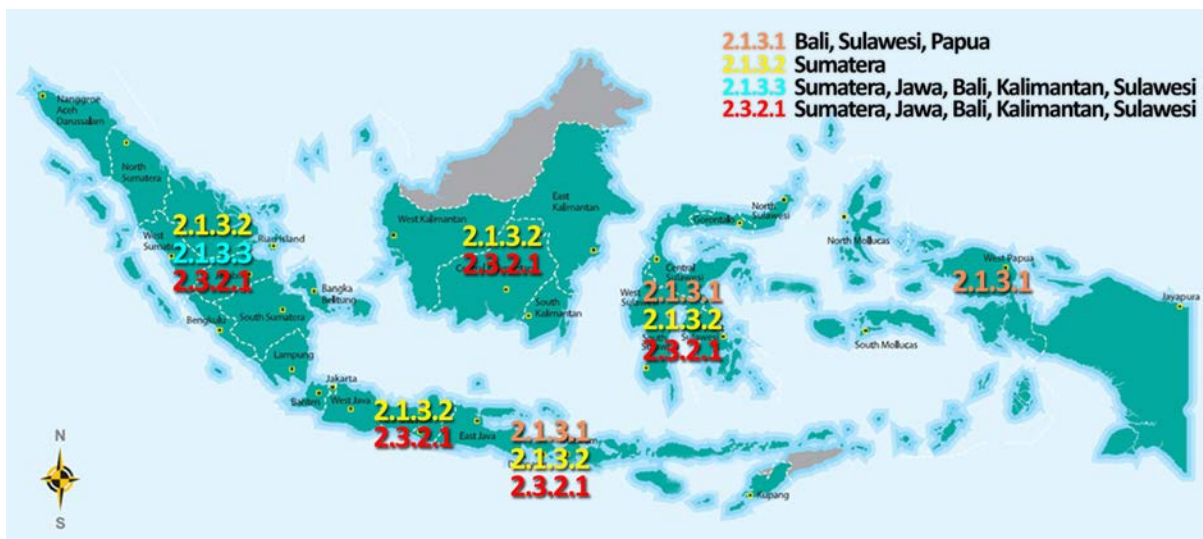 2.1.3.1 Bali, Sulawesi, Papua
2.1.3.2 Sumatera
2.1.3.3 Sumatera, Jawa, Bali, Kalimantan, Sulawesi
2.3.2.1 Sumatera, Jawa, Bali, Kalimantan, Sulawesi
Nanggroe
Aceh
Darussalam
North
Sumatera
West
2.1.3.2
2.1.3.3
2.3.2.1
Island
Bangka
Belitung
South Sumatera
Bengkulu
Lampung
West Kalimantan
East
Kalimantan
2.1.3.2
2.3.2.1
South
Kalimantan
Gorontalo
North
Sulawesi
Central
West
2.1.3.1
2.1.3.2
2.3.2.1
North Mollucas
South Mollucas
West Papua
2.1.3.1
Jayapura
Jakarta
Banten
West Java
2.1.3.2
2.3.2.1
East Java
2.1.3.1
2.1.3.2
2.3.2.1
Kupang
N
S